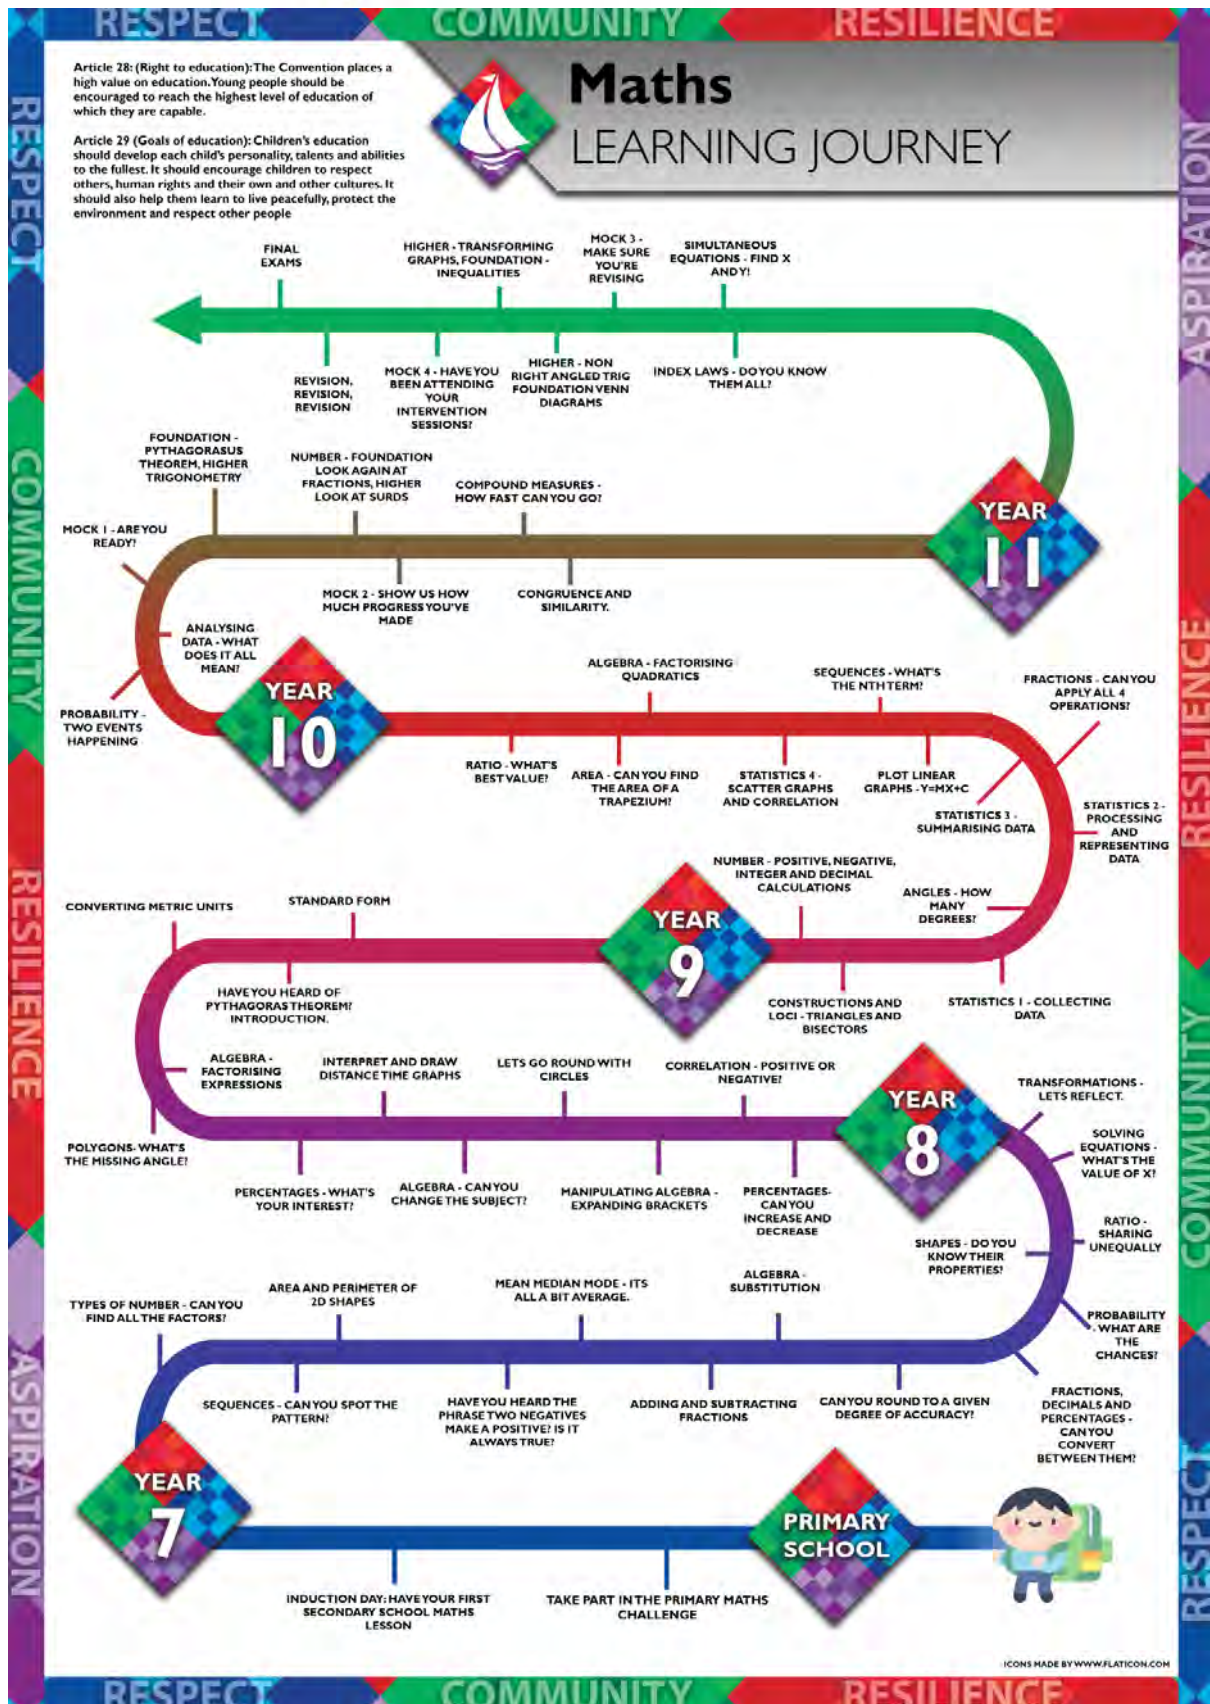 RESPECT
COMMUNITY
RESILIENCE
ASPIRATION
RESPECT
COMMUNITY
RESILIENCE
ASPIRATION
RESILIENCE
COMMUNITY
RESPECT
Article 28: (Right to education): The Convention places a
high value on education. Young people should be
encouraged to reach the highest level of education of
which they are capable.
Article 29 (Goals of education): Children's education
should develop each child's personality, talents and abilities
to the fullest. It should encourage children to respect
others, human rights and their own and other cultures. It
should also help them learn to live peacefully, protect the
environment and respect other people
Maths
LEARNING JOURNEY
FINAL
EXAMS
HIGHER - TRANSFORMING
GRAPHS, FOUNDATION -
INEQUALITIES
MOCK 3 -
MAKE SURE
YOU'RE
REVISING
SIMULTANEOUS
EQUATIONS - FIND X
AND Y!
REVISION,
REVISION,
REVISION
MOCK 4 - HAVE YOU
BEEN ATTENDING
YOUR
INTERVENTION
SESSIONS?
HIGHER - NON
RIGHT ANGLED TRIG
FOUNDATION VENN
DIAGRAMS
INDEX LAWS - DO YOU KNOW
THEM ALL?
FOUNDATION -
PYTHAGORASUS
THEOREM, HIGHER
TRIGONOMETRY
NUMBER - FOUNDATION
LOOK AGAIN AT
FRACTIONS, HIGHER
LOOK AT SURDS
COMPOUND MEASURES -
HOW FAST CAN YOU GO?
YEAR
11
MOCK 1 - ARE YOU
READY?
MOCK 2 - SHOW US HOW
MUCH PROGRESS YOU'VE
MADE
CONGRUENCE AND
SIMILARITY.
ANALYSING
DATA - WHAT
DOES IT ALL
MEAN?
PROBABILITY -
TWO EVENTS
HAPPENING
YEAR
10
ALGEBRA - FACTORISING
QUADRATICS
SEQUENCES - WHAT'S
THE NTH TERM?
FRACTIONS - CAN YOU
APPLY ALL 4
OPERATIONS?
RATIO - WHAT'S
BEST VALUE?
AREA - CAN YOU FIND
THE AREA OF A
TRAPEZIUM?
STATISTICS 4 -
SCATTER GRAPHS
AND CORRELATION
PLOT LINEAR
GRAPHS - Y=MX+C
STATISTICS 3 -
SUMMARISING DATA
STATISTICS 2 -
PROCESSING
AND
REPRESENTING
DATA
NUMBER - POSITIVE, NEGATIVE,
INTEGER AND DECIMAL
CALCULATIONS
ANGLES - HOW
MANY
DEGREES?
YEAR
9
CONVERTING METRIC UNITS
STANDARD FORM
HAVE YOU HEARD OF
PYTHAGORAS THEOREM?
INTRODUCTION.
CONSTRUCTIONS AND
LOCI - TRIANGLES AND
BISECTORS
STATISTICS 1 - COLLECTING
DATA
ALGEBRA -
FACTORISING
EXPRESSIONS
INTERPRET AND DRAW
DISTANCE TIME GRAPHS
LETS GO ROUND WITH
CIRCLES
CORRELATION - POSITIVE OR
NEGATIVE?
YEAR
8
TRANSFORMATIONS -
LETS REFLECT.
SOLVING
EQUATIONS -
WHAT'S THE
VALUE OF X?
POLYGONS- WHAT'S
THE MISSING ANGLE?
PERCENTAGES - WHAT'S
YOUR INTEREST?
ALGEBRA - CAN YOU
CHANGE THE SUBJECT?
MANIPULATING ALGEBRA -
EXPANDING BRACKETS
PERCENTAGES-
CAN YOU
INCREASE AND
DECREASE
SHAPES - DO YOU
KNOW THEIR
PROPERTIES?
RATIO -
SHARING
UNEQUALLY
TYPES OF NUMBER - CAN YOU
FIND ALL THE FACTORS?
AREA AND PERIMETER OF
2D SHAPES
MEAN MEDIAN MODE - ITS
ALL A BIT AVERAGE.
ALGEBRA -
SUBSTITUTION
PROBABILITY
- WHAT ARE
THE
CHANCES?
SEQUENCES - CAN YOU SPOT THE
PATTERN?
HAVE YOU HEARD THE
PHRASE TWO NEGATIVES
MAKE A POSITIVE? IS IT
ALWAYS TRUE?
ADDING AND SUBTRACTING
FRACTIONS
CAN YOU ROUND TO A GIVEN
DEGREE OF ACCURACY?
FRACTIONS,
DECIMALS AND
PERCENTAGES -
CAN YOU
CONVERT
BETWEEN THEM?
YEAR
7
PRIMARY
SCHOOL
INDUCTION DAY: HAVE YOUR FIRST
SECONDARY SCHOOL MATHS
LESSON
TAKE PART IN THE PRIMARY MATHS
CHALLENGE
ICONS MADE BY WWW.FLATICON.COM
RESPECT
COMMUNITY
RESILIENCE